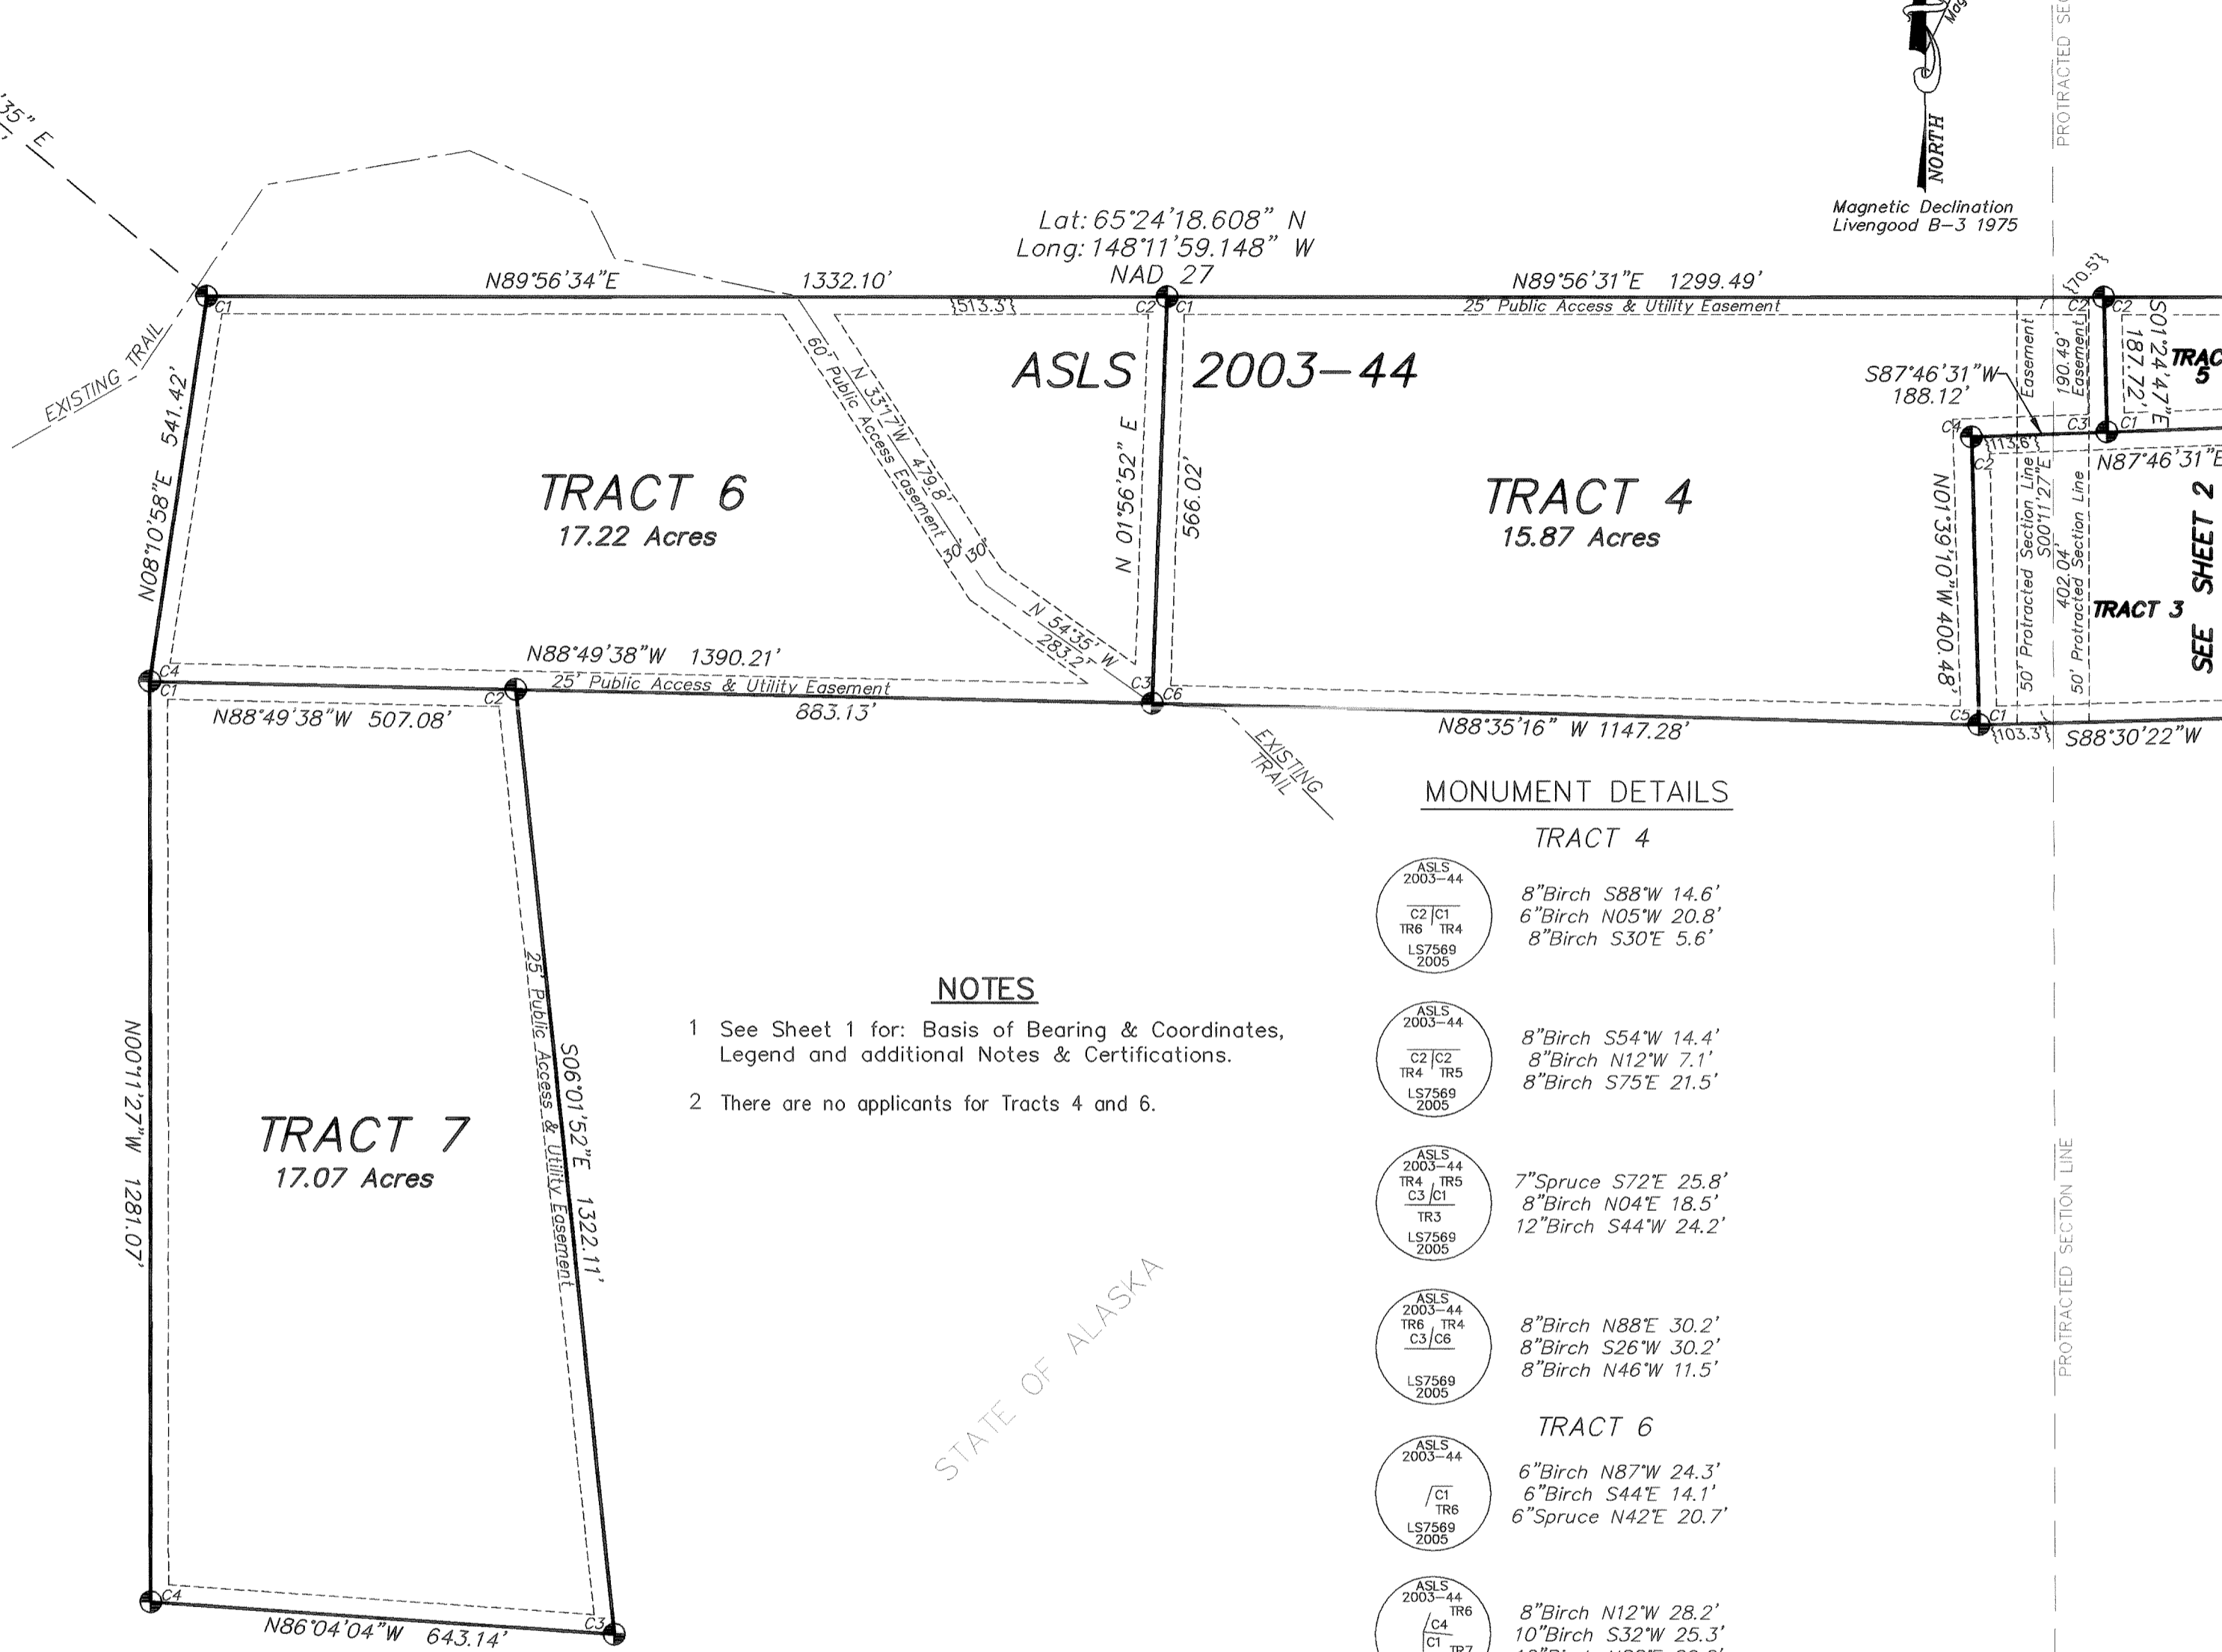 '35" E
EXISTING TRAIL
N89°56'34"E 1332.10'
{513.3'}
Lat: 65°24'18.608" N
Long: 148°11'59.148" W
NAD 27
N89°56'31"E 1299.49'
25' Public Access & Utility Easement
NORTH
Magnetic Declination
Livengood B-3 1975
{70.5'}
C1
C2
C1
C2
C2
ASLS 2003-44
N08°10'58"E 541.42'
TRACT 6
17.22 Acres
60' Public Access Easement
N 33°17'W 479.8'
30'
30'
N 54°35' W
283.2'
N 01°56'52" E
566.02'
TRACT 4
15.87 Acres
S87°46'31"W
188.12'
Easement
190.49'
Easement
S01°24'47"E
187.72'
TRAC
5
C4
{113.6'}
C3
C1
C2
N87°46'31"E
N01°39'10"W 400.48'
50' Protracted Section Line
S00°11'27"E
402.04'
50' Protracted Section Line
TRACT 3
SEE SHEET 2
C4
C1
N88°49'38"W 1390.21'
25' Public Access & Utility Easement
C2
C3
C6
N88°49'38"W 507.08'
883.13'
EXISTING
TRAIL
N88°35'16" W 1147.28'
C5
C1
{103.3'}
S88°30'22"W
N00°11'27"W 1281.07'
TRACT 7
17.07 Acres
25' Public Access & Utility Easement
S06°01'52"E 1322.11'
C4
C3
N86°04'04"W 643.14'
NOTES
1 See Sheet 1 for: Basis of Bearing & Coordinates,
Legend and additional Notes & Certifications.
2 There are no applicants for Tracts 4 and 6.
STATE OF ALASKA
PROTRACTED SECTION LINE
MONUMENT DETAILS
TRACT 4
ASLS
2003-44
C2 C1
TR6 TR4
LS7569
2005
8"Birch S88°W 14.6'
6"Birch N05°W 20.8'
8"Birch S30°E 5.6'
ASLS
2003-44
C2 C2
TR4 TR5
LS7569
2005
8"Birch S54°W 14.4'
8"Birch N12°W 7.1'
8"Birch S75°E 21.5'
ASLS
2003-44
TR4 TR5
C3 C1
TR3
LS7569
2005
7"Spruce S72°E 25.8'
8"Birch N04°E 18.5'
12"Birch S44°W 24.2'
ASLS
2003-44
TR6 TR4
C3 C6
LS7569
2005
8"Birch N88°E 30.2'
8"Birch S26°W 30.2'
8"Birch N46°W 11.5'
TRACT 6
ASLS
2003-44
C1
TR6
LS7569
2005
6"Birch N87°W 24.3'
6"Birch S44°E 14.1'
6"Spruce N42°E 20.7'
ASLS
2003-44
TR6
C4
C1
TR7
8"Birch N12°W 28.2'
10"Birch S32°W 25.3'